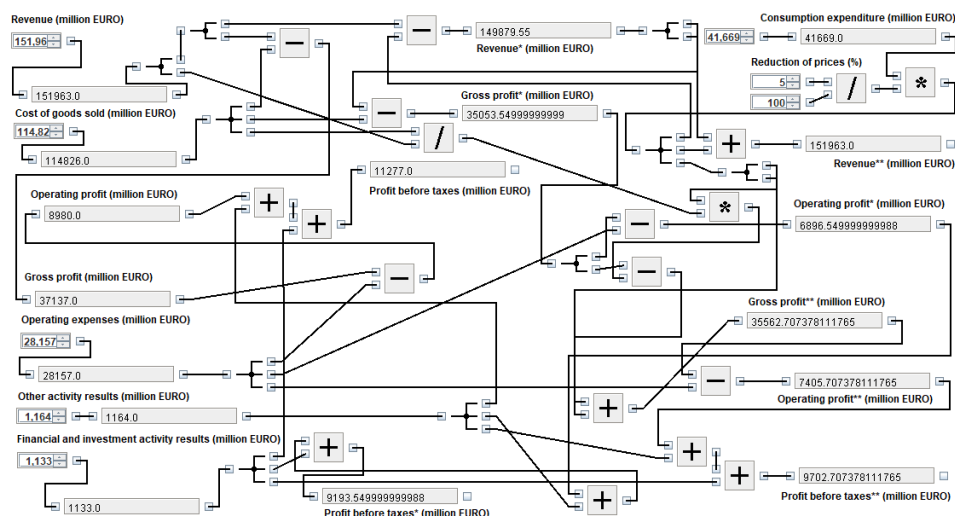 Revenue (million EURO)
151,96
151963.0
Cost of goods sold (million EURO)
114,82
114826.0
Operating profit (million EURO)
8980.0
Gross profit (million EURO)
37137.0
Operating expenses (million EURO)
28,157
28157.0
Other activity results (million EURO)
1,164
1164.0
Financial and investment activity results (million EURO)
1,133
1133.0
−
+
+
−
+
9193.549999999988
Profit before taxes* (million EURO)
−
149879.55
Revenue* (million EURO)
Gross profit* (million EURO)
−
35053.54999999999
/
11277.0
Profit before taxes (million EURO)
−
−
+
+
Consumption expenditure (million EURO)
41,669
41669.0
Reduction of prices (%)
5
100
/
*
+
151963.0
Revenue** (million EURO)
*
Operating profit* (million EURO)
6896.549999999988
Gross profit** (million EURO)
35562.707378111765
−
7405.707378111765
Operating profit** (million EURO)
+
+
9702.707378111765
Profit before taxes** (million EURO)